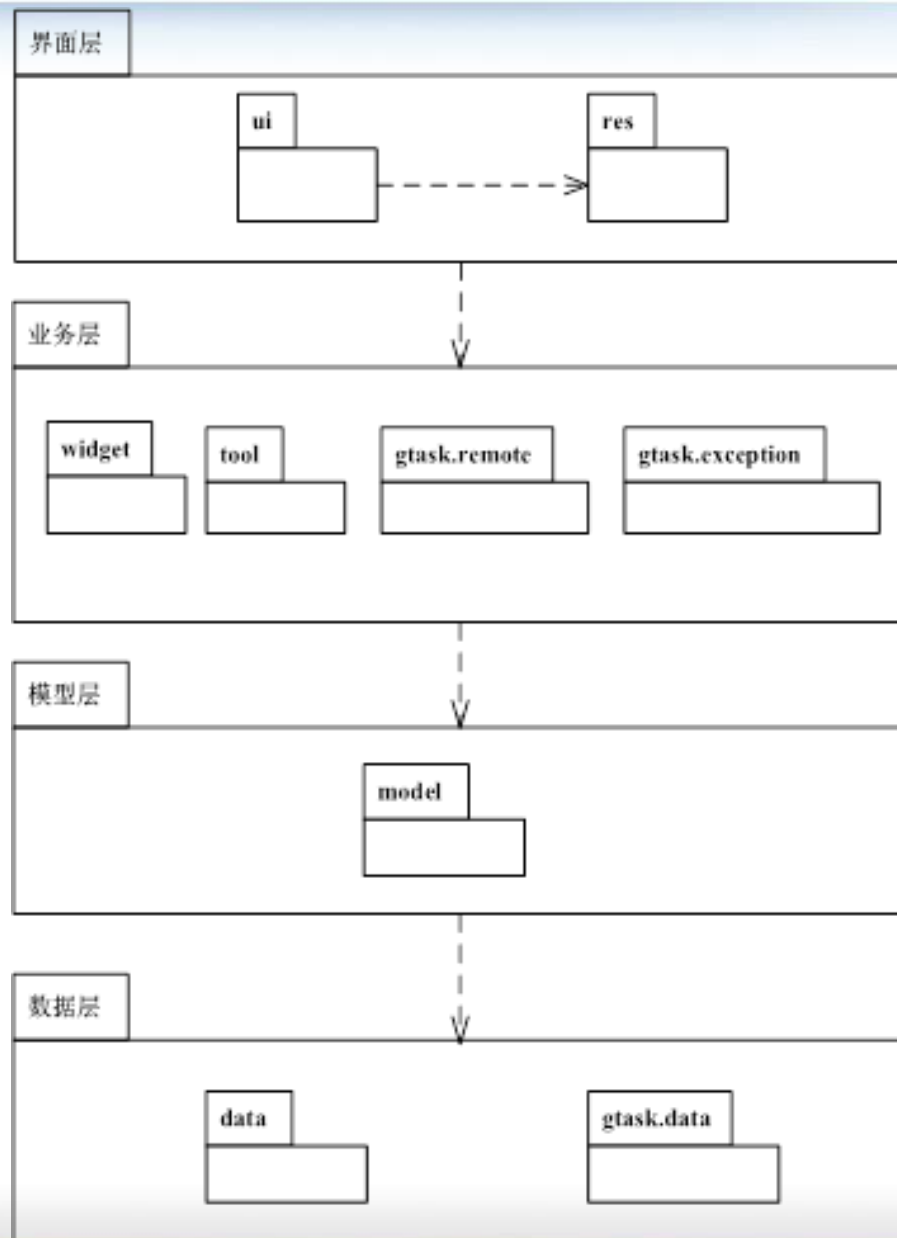 界面层
ui
res
业务层
widget
tool
gtask.remote
gtask.exception
模型层
model
数据层
data
gtask.data